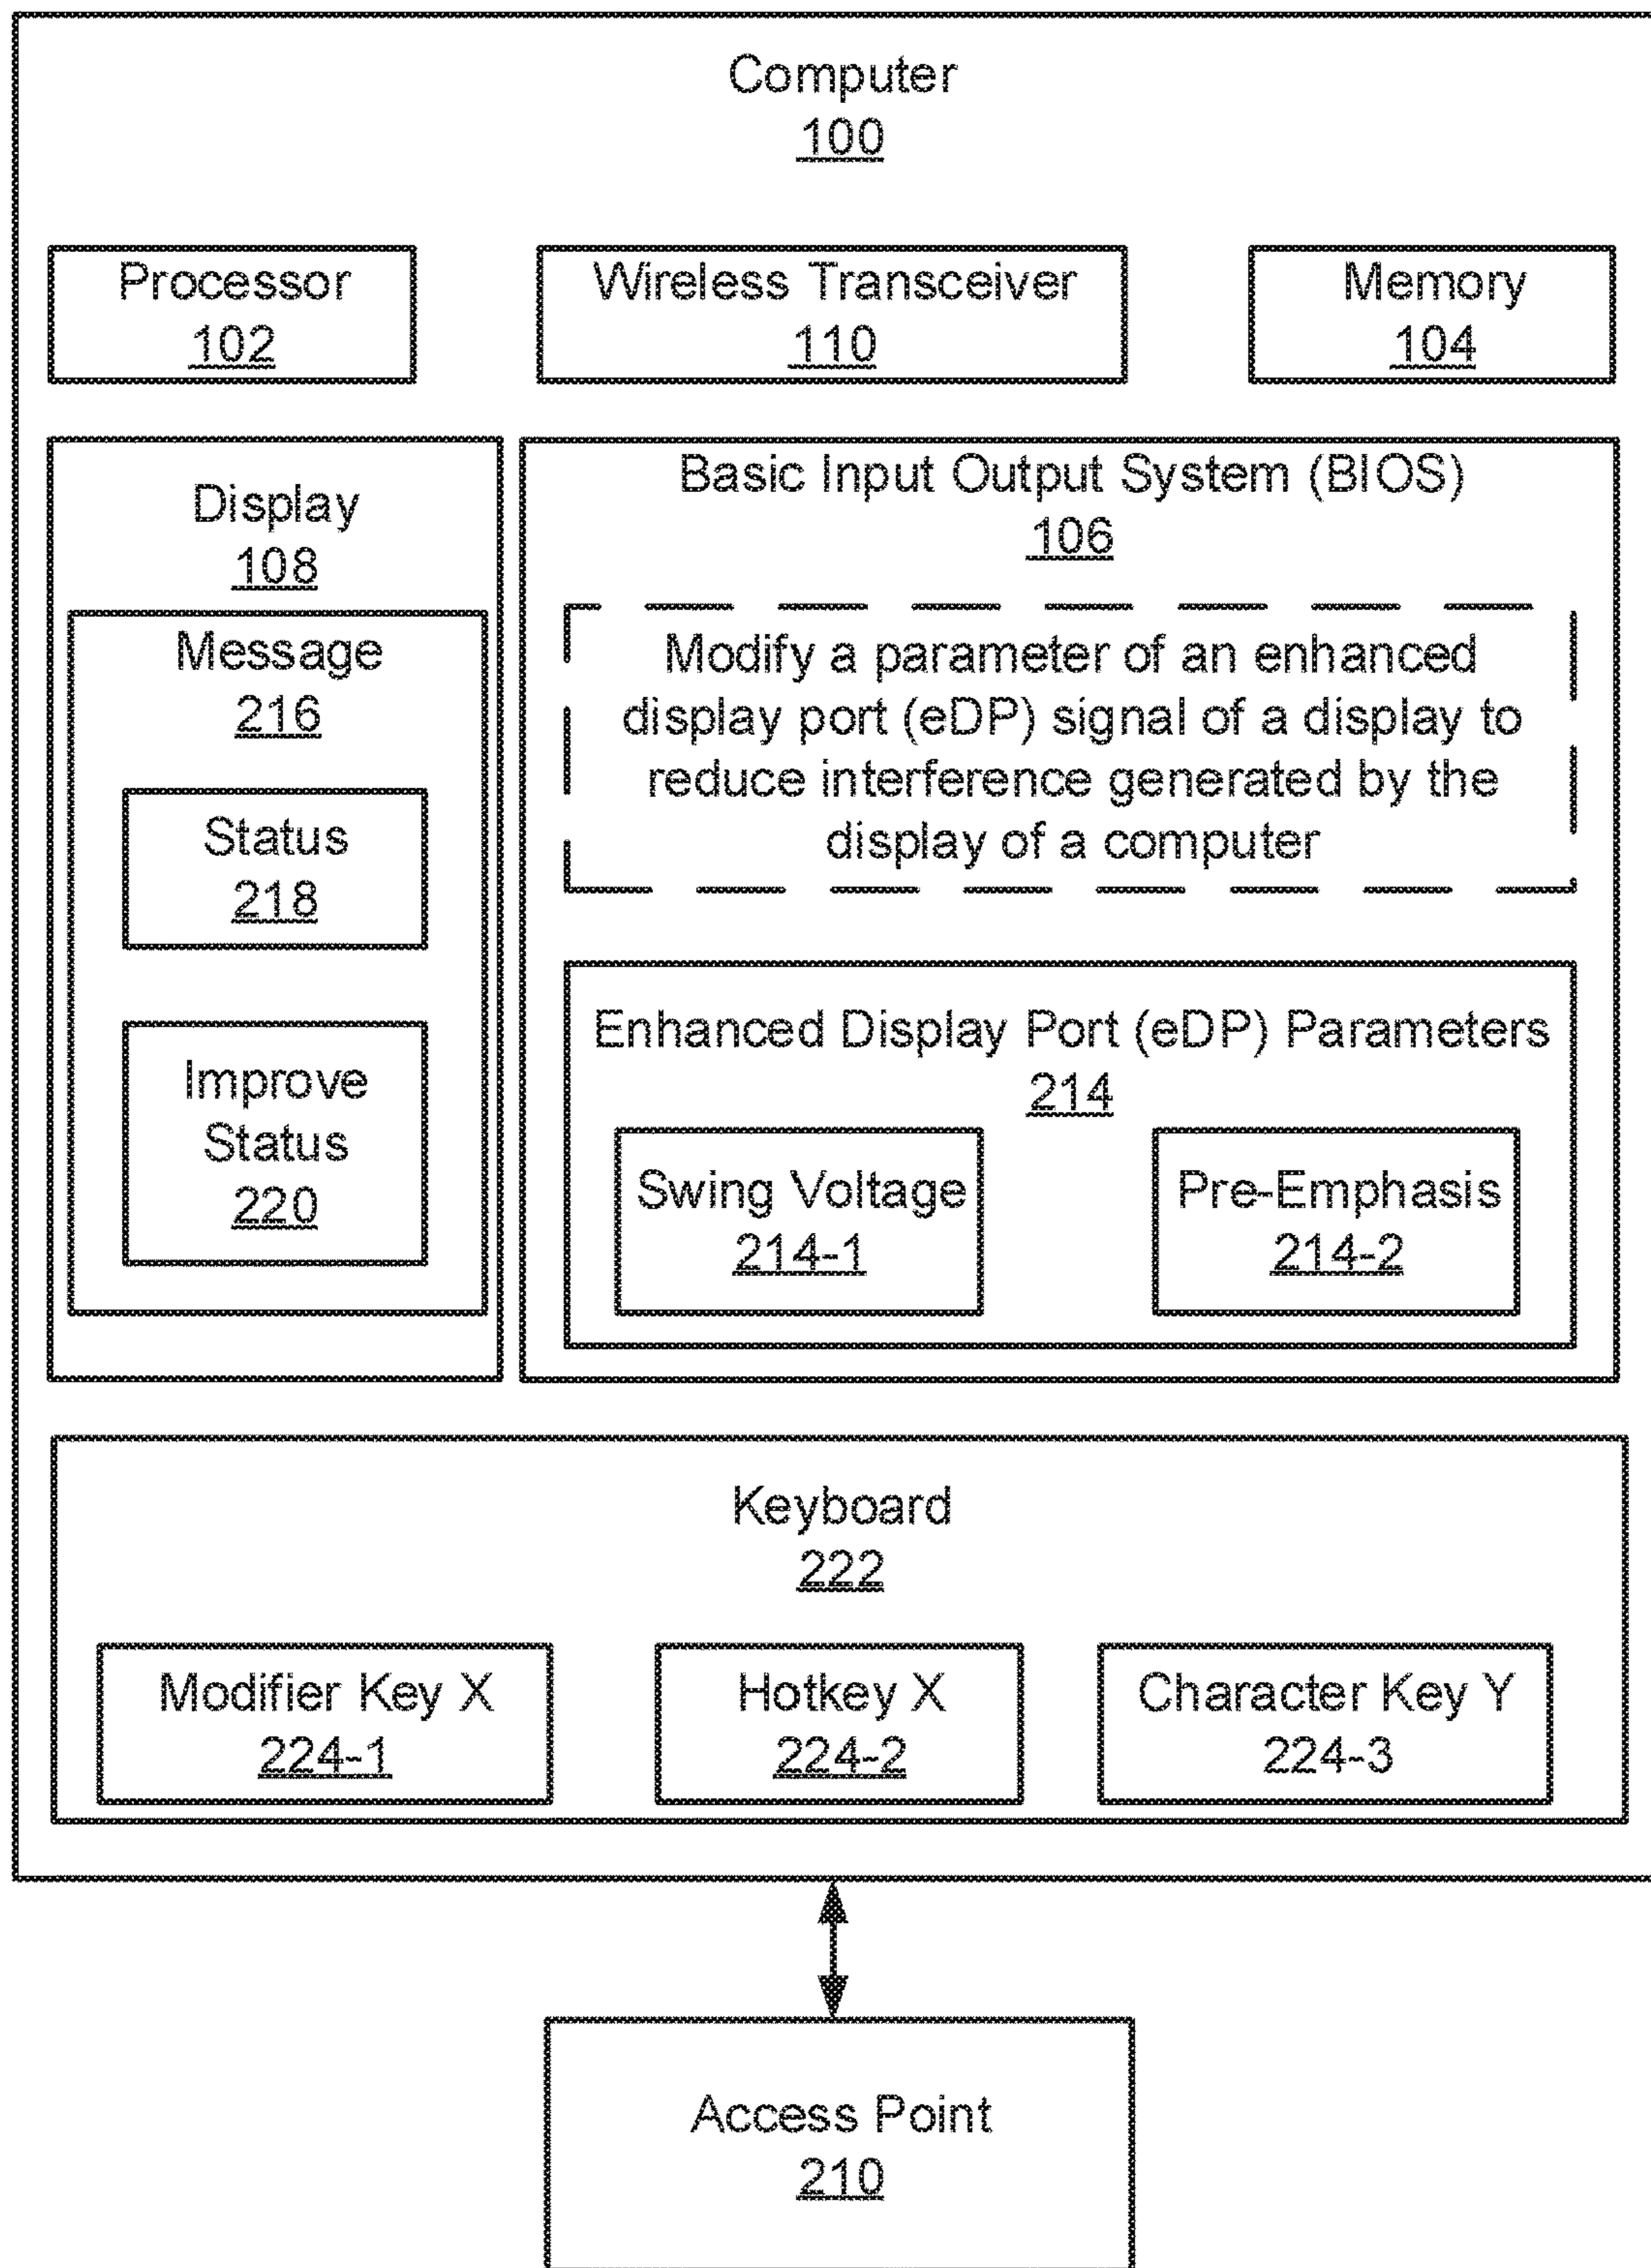 Computer
100
Processor
102
Wireless Transceiver
110
Memory
104
Display
108
Message
216
Status
218
Improve
Status
220
Basic Input Output System (BIOS)
106
Modify a parameter of an enhanced
display port (eDP) signal of a display to
reduce interference generated by the
display of a computer
Enhanced Display Port (eDP) Parameters
214
Swing Voltage
214-1
Pre-Emphasis
214-2
Keyboard
222
Modifier Key X
224-1
Hotkey X
224-2
Character Key Y
224-3
Access Point
210